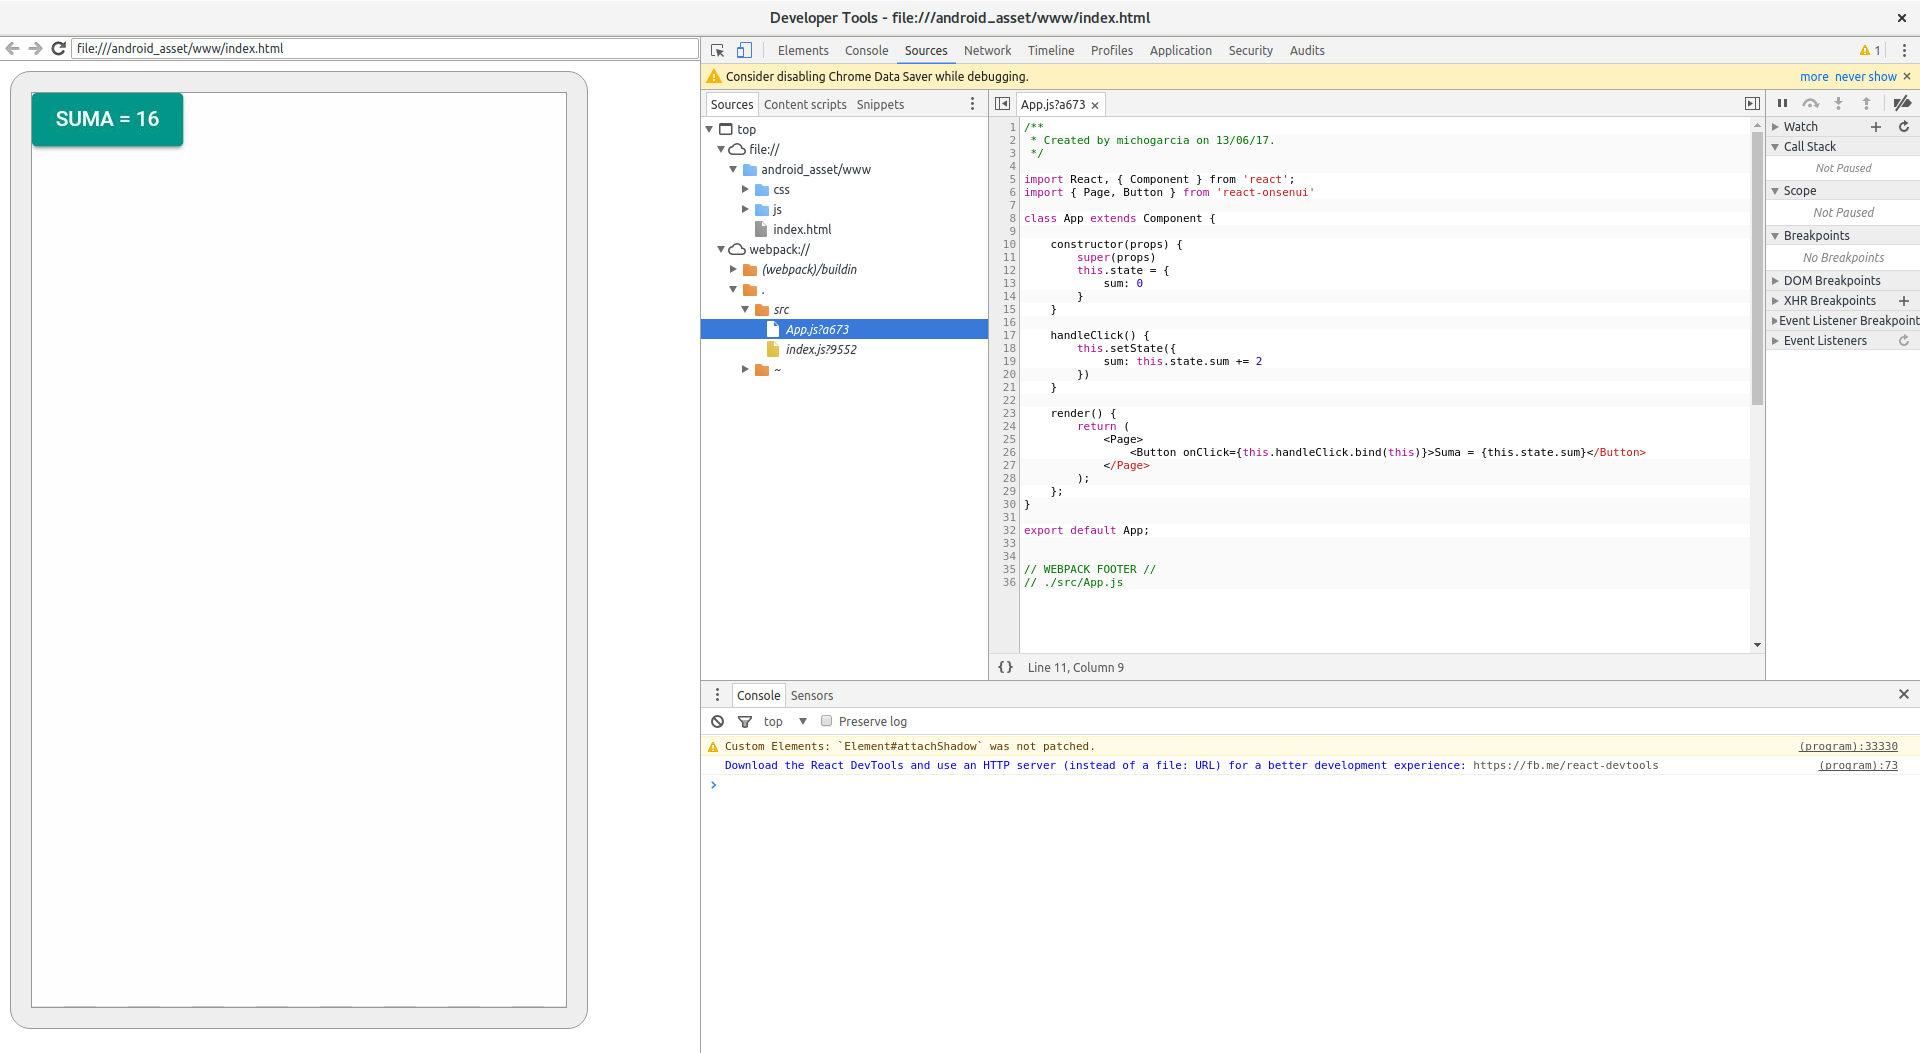 Developer Tools - file:///android_asset/www/index.html
file:///android_asset/www/index.html
SUMA = 16
Elements Console Sources Network Timeline Profiles Application Security Audits 1
Consider disabling Chrome Data Saver while debugging. more never show
Sources Content scripts Snippets
top
file://
android_asset/www
css
js
index.html
webpack://
(webpack)/buildin
.
src
App.js?a673
index.js?9552
~
App.js?a673
1 /**
2  * Created by michogarcia on 13/06/17.
3  */
4
5 import React, { Component } from 'react';
6 import { Page, Button } from 'react-onsenui'
7
8 class App extends Component {
9
10     constructor(props) {
11         super(props)
12         this.state = {
13             sum: 0
14         }
15     }
16
17     handleClick() {
18         this.setState({
19             sum: this.state.sum += 2
20         })
21     }
22
23     render() {
24         return (
25             <Page>
26                 <Button onClick={this.handleClick.bind(this)}>Suma = {this.state.sum}</Button>
27             </Page>
28         );
29     };
30 }
31
32 export default App;
33
34
35 // WEBPACK FOOTER //
36 // ./src/App.js
{} Line 11, Column 9
Watch
Call Stack
Not Paused
Scope
Not Paused
Breakpoints
No Breakpoints
DOM Breakpoints
XHR Breakpoints
Event Listener Breakpoint
Event Listeners
Console Sensors
top Preserve log
Custom Elements: `Element#attachShadow` was not patched. (program):33330
Download the React DevTools and use an HTTP server (instead of a file: URL) for a better development experience: https://fb.me/react-devtools (program):73